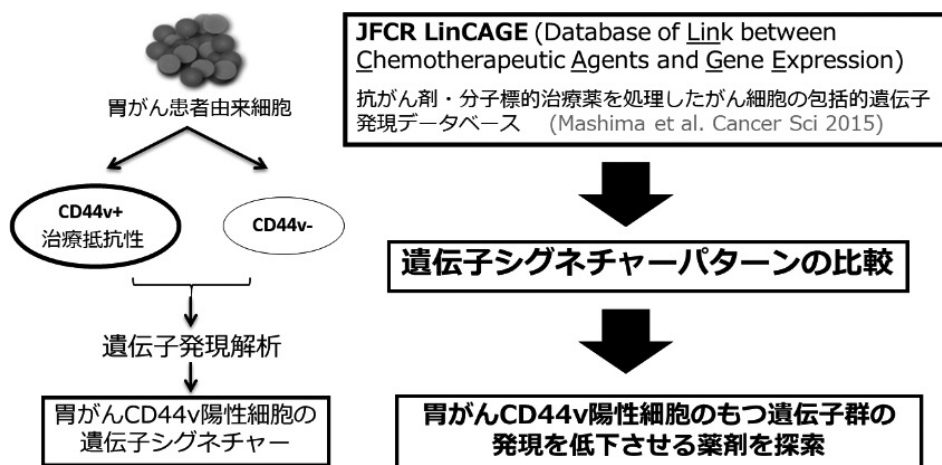 胃がん患者由来細胞
CD44v+
治療抵抗性
CD44v-
遺伝子発現解析
胃がんCD44v陽性細胞の
遺伝子シグネチャー
JFCR LinCAGE (Database of Link between
Chemotherapeutic Agents and Gene Expression)
抗がん剤・分子標的治療薬を処理したがん細胞の包括的遺伝子
発現データベース (Mashima et al. Cancer Sci 2015)
遺伝子シグネチャーパターンの比較
胃がんCD44v陽性細胞のもつ遺伝子群の
発現を低下させる薬剤を探索